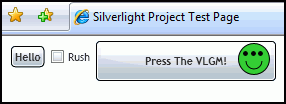 Silverlight Project Test Page
Hello
Rush
Press The VLGM!